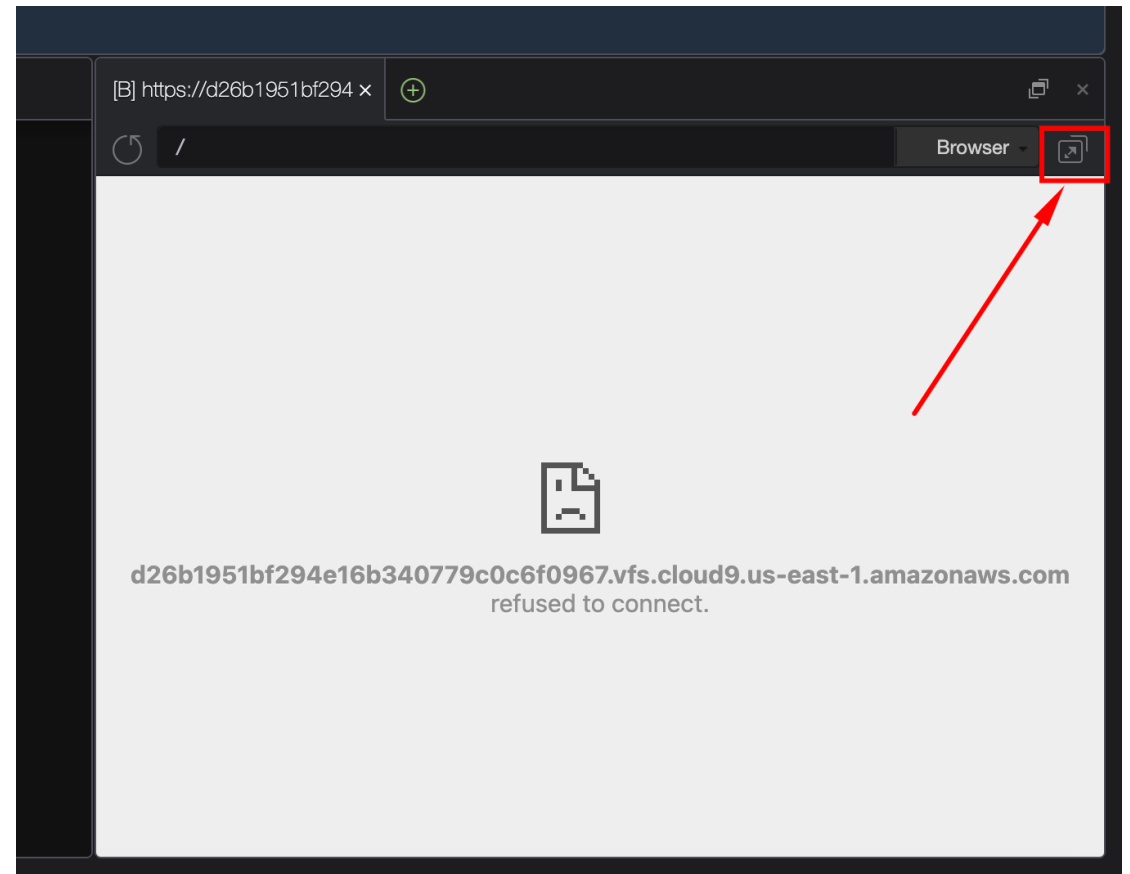 [B] https://d26b1951bf294 ×
/
Browser
d26b1951bf294e16b340779c0c6f0967.vfs.cloud9.us-east-1.amazonaws.com
refused to connect.